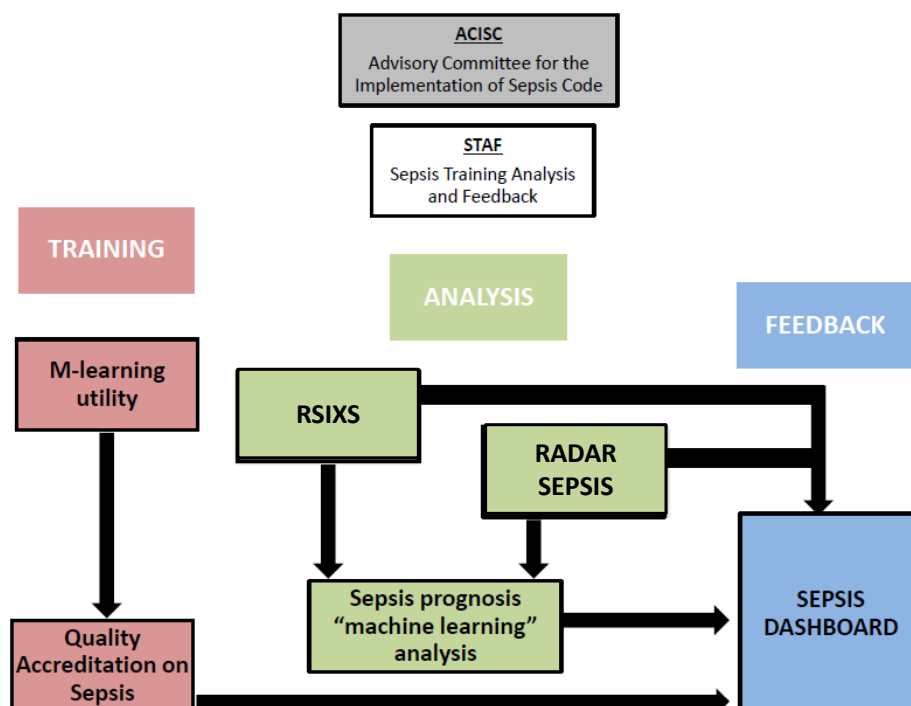 ACISC
Advisory Committee for the
Implementation of Sepsis Code
STAF
Sepsis Training Analysis
and Feedback
TRAINING
ANALYSIS
FEEDBACK
M-learning
utility
RSIXS
RADAR
SEPSIS
Sepsis prognosis
“machine learning”
analysis
SEPSIS
DASHBOARD
Quality
Accreditation on
Sepsis